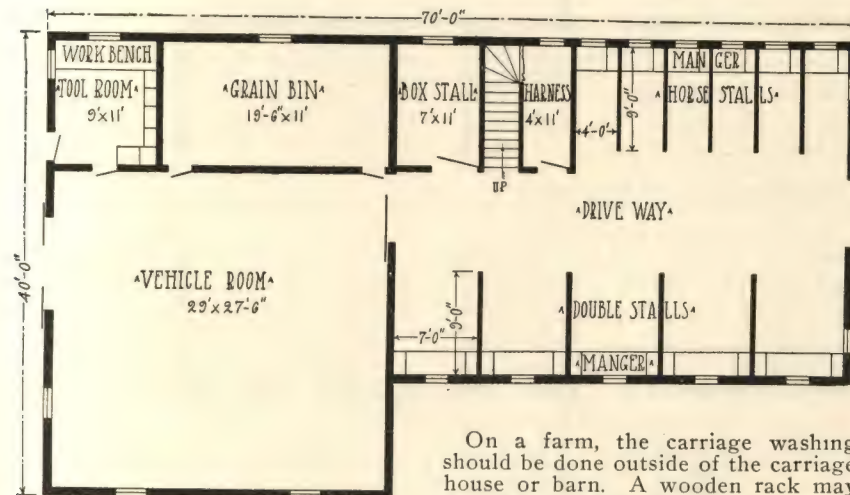 70'-0"
WORK BENCH
TOOL ROOM
9'x11'
GRAIN BIN
19'-6"x11'
BOX STALL
7'x11'
UP
HARNESS
4'x11'
MANGER
HORSE STALLS
9'-0"
4'-0"
DRIVE WAY
40'-0"
VEHICLE ROOM
29'x27'-6"
DOUBLE STALLS
9'-0"
7'-0"
MANGER
On a farm, the carriage washing
should be done outside of the carriage
house or barn. A wooden rack may